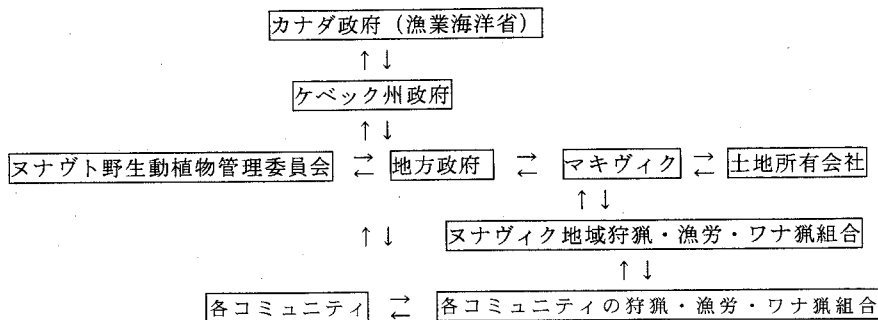 カナダ政府（漁業海洋省）
↑↓
ケベック州政府
↑↓
ヌナヴト野生動植物管理委員会 →← 地方政府 →← マキヴィク →← 土地所有会社
↑↓
↑↓ ヌナヴィク地域狩猟・漁労・ワナ猟組合
↑↓
各コミュニティ →← 各コミュニティの狩猟・漁労・ワナ猟組合